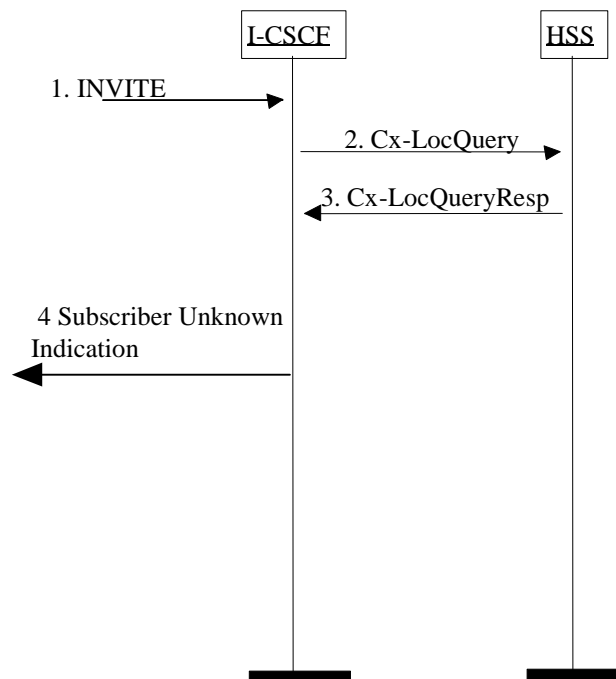 I-CSCF
HSS
1. INVITE
2. Cx-LocQuery
3. Cx-LocQueryResp
4 Subscriber Unknown
Indication